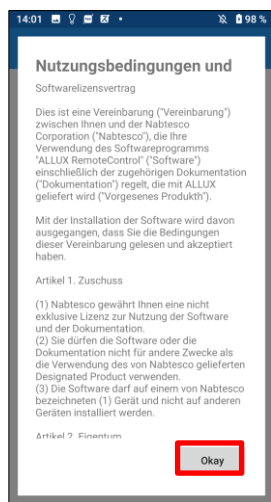 14:01 98 %
Nutzungsbedingungen und
Softwarelizensvertrag
Dies ist eine Vereinbarung ("Vereinbarung")
zwischen Ihnen und der Nabtesco
Corporation ("Nabtesco"), die Ihre
Verwendung des Softwareprogramms
"ALLUX RemoteControl" ("Software")
einschließlich der zugehörigen Dokumentation
("Dokumentation") regelt, die mit ALLUX
geliefert wird ("Vorgesenes Produkth").
Mit der Installation der Software wird davon
ausgegangen, dass Sie die Bedingungen
dieser Vereinbarung gelesen und akzeptiert
haben.
Artikel 1. Zuschuss
(1) Nabtesco gewährt Ihnen eine nicht
exklusive Lizenz zur Nutzung der Software
und der Dokumentation.
(2) Sie dürfen die Software oder die
Dokumentation nicht für andere Zwecke als
die Verwendung des von Nabtesco gelieferten
Designated Product verwenden.
(3) Die Software darf auf einem von Nabtesco
bezeichneten (1) Gerät und nicht auf anderen
Geräten installiert werden.
Artikel 2. Eigentum
Okay